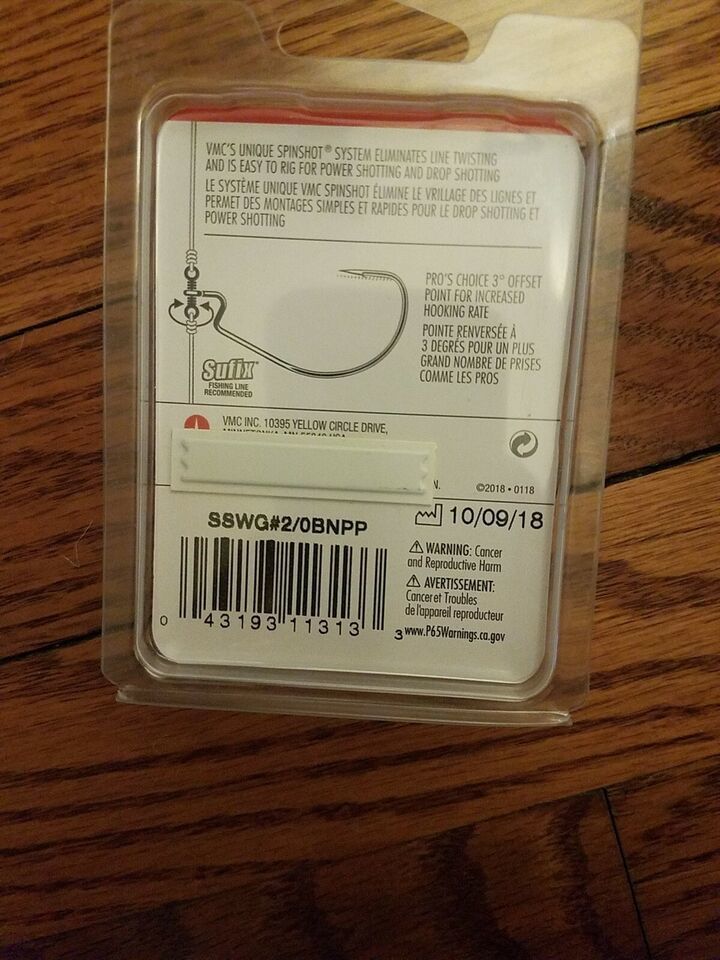 VMC'S UNIQUE SPINSHOT® SYSTEM ELIMINATES LINE TWISTING
AND IS EASY TO RIG FOR POWER SHOTTING AND DROP SHOTTING
LE SYSTÈME UNIQUE VMC SPINSHOT ÉLIMINE LE VRILLAGE DES LIGNES ET
PERMET DES MONTAGES SIMPLES ET RAPIDES POUR LE DROP SHOTTING ET
POWER SHOTTING
PRO'S CHOICE 3° OFFSET
POINT FOR INCREASED
HOOKING RATE
POINTE RENVERSÉE À
3 DEGRÉS POUR UN PLUS
GRAND NOMBRE DE PRISES
COMME LES PROS
Sufix
FISHING LINE
RECOMMENDED
VMC INC. 10395 YELLOW CIRCLE DRIVE,
©2018 • 0118
SSWG#2/0BNPP
10/09/18
WARNING: Cancer
and Reproductive Harm
AVERTISSEMENT:
Cancer et Troubles
de l'appareil reproducteur
www.P65Warnings.ca.gov
0 43193 11313 3